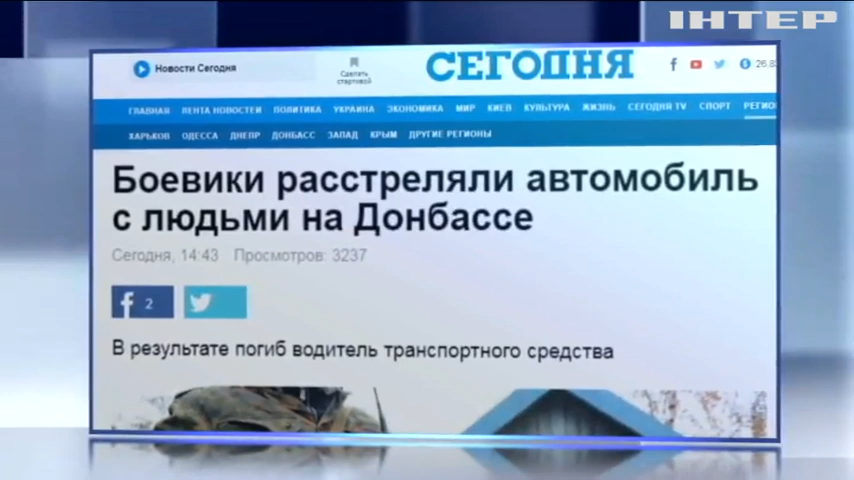 ІНТЕР
Новости Сегодня
Сделать
стартовой
СЕГОДНЯ
ГЛАВНАЯ ЛЕНТА НОВОСТЕЙ ПОЛИТИКА УКРАИНА ЭКОНОМИКА МИР КИЕВ КУЛЬТУРА ЖИЗНЬ СЕГОДНЯ TV СПОРТ РЕГИО
ХАРЬКОВ ОДЕССА ДНЕПР ДОНБАСС ЗАПАД КРЫМ ДРУГИЕ РЕГИОНЫ
Боевики расстреляли автомобиль
с людьми на Донбассе
Сегодня, 14:43 Просмотров: 3237
2
В результате погиб водитель транспортного средства